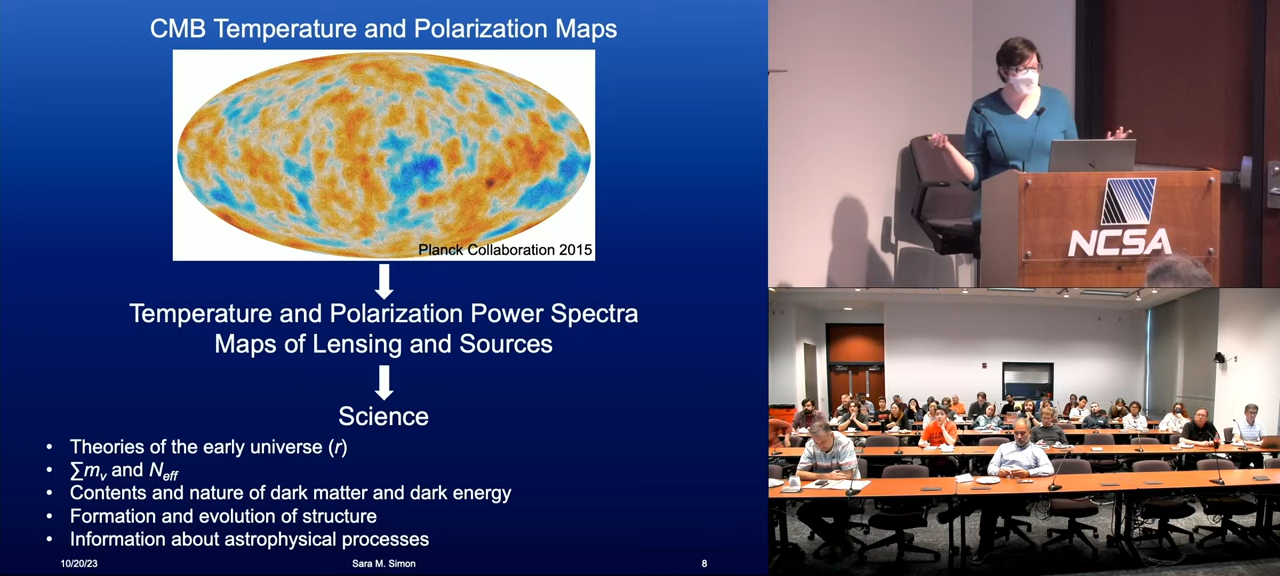 CMB Temperature and Polarization Maps
Planck Collaboration 2015
Temperature and Polarization Power Spectra
Maps of Lensing and Sources
Science
• Theories of the early universe (r)
• ∑mᵥ and Neff
• Contents and nature of dark matter and dark energy
• Formation and evolution of structure
• Information about astrophysical processes
10/20/23 Sara M. Simon 8
NCSA